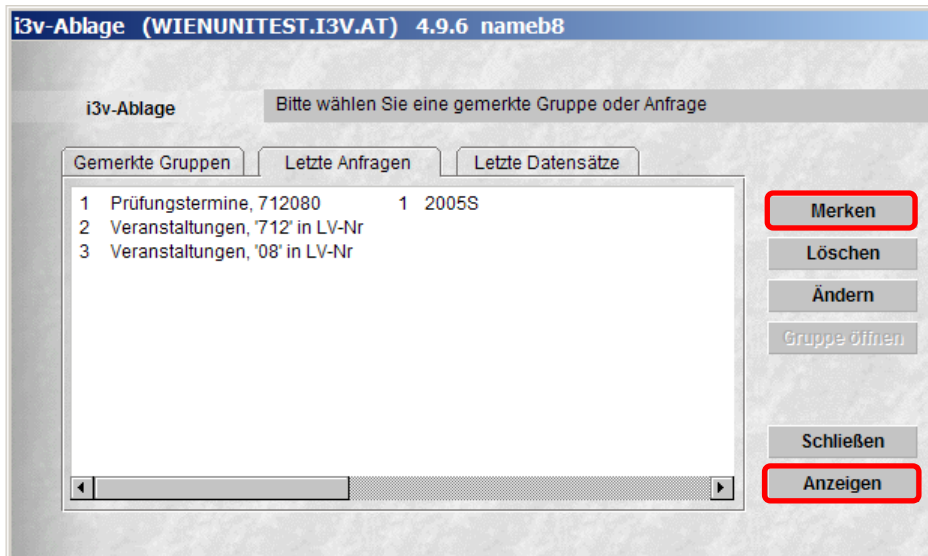 i3v-Ablage (WIENUNITEST.I3V.AT) 4.9.6 nameb8
i3v-Ablage Bitte wählen Sie eine gemerkte Gruppe oder Anfrage
Gemerkte Gruppen Letzte Anfragen Letzte Datensätze
1 Prüfungstermine, 712080 1 2005S
2 Veranstaltungen, '712' in LV-Nr
3 Veranstaltungen, '08' in LV-Nr
Merken
Löschen
Ändern
Gruppe öffnen
Schließen
Anzeigen